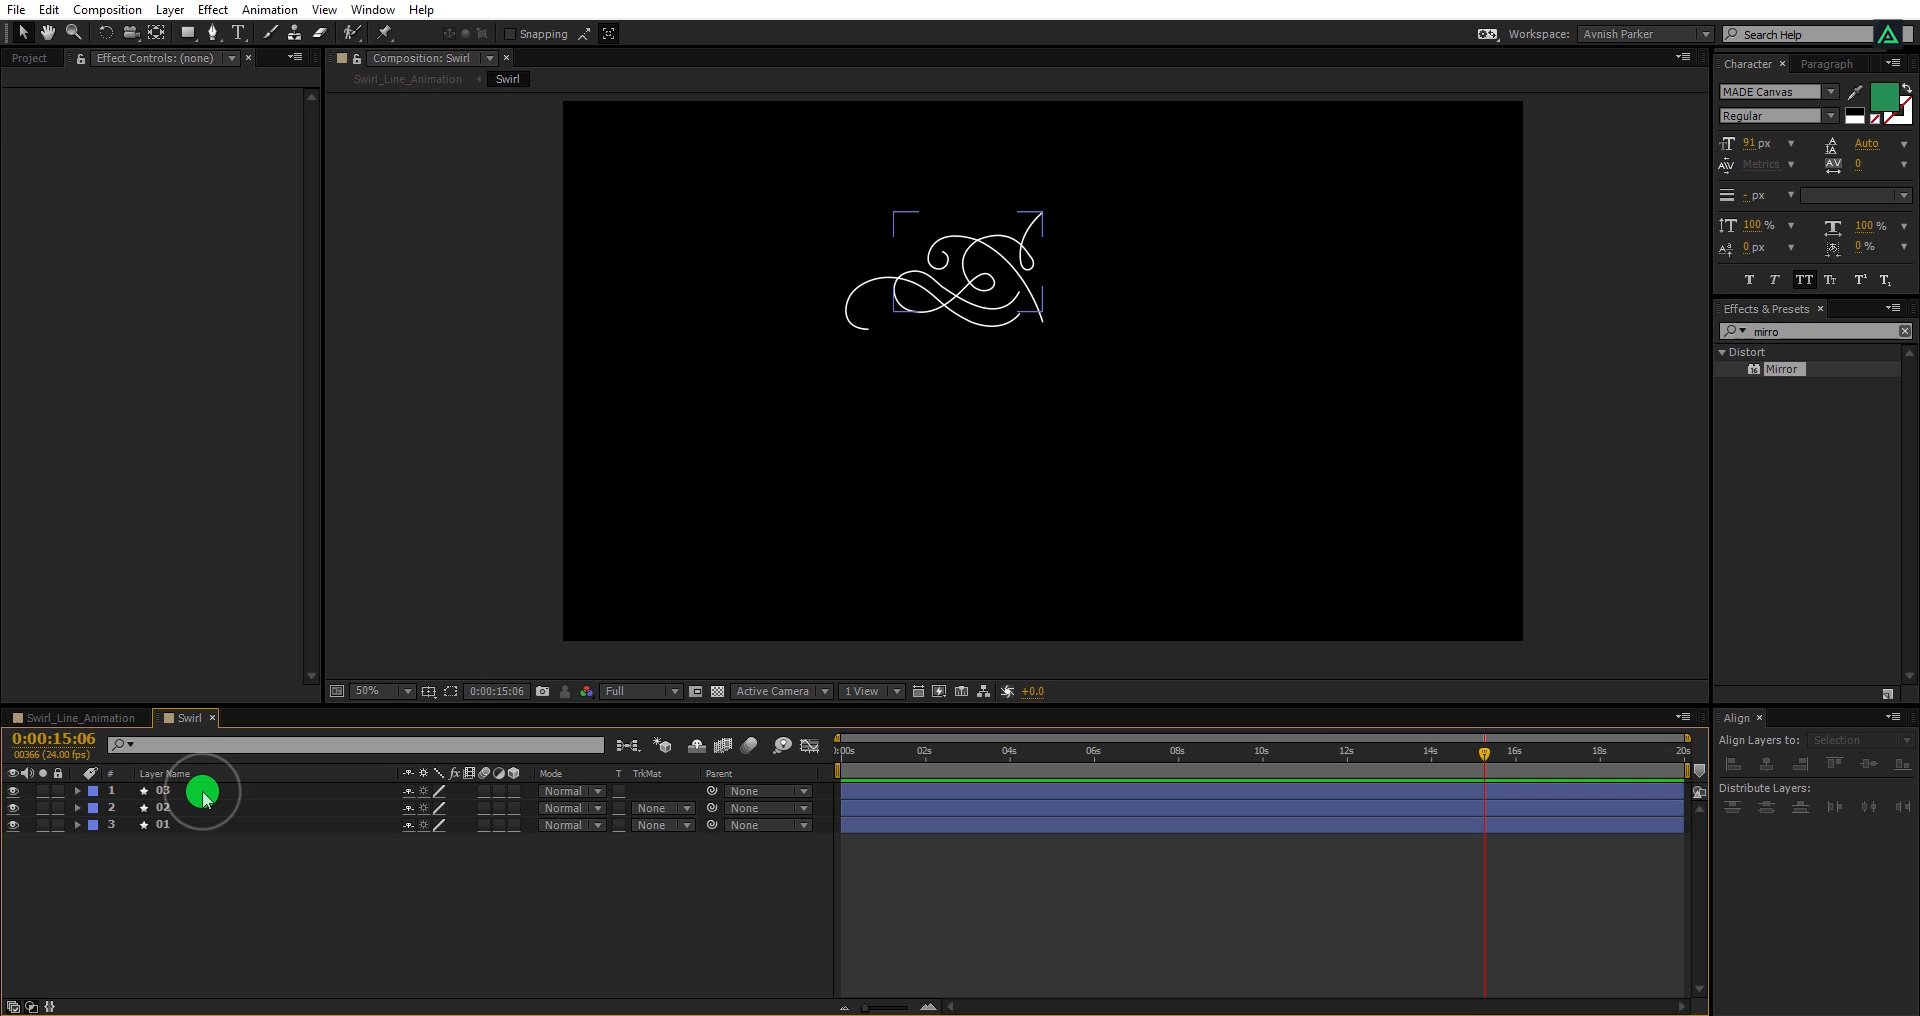 File Edit Composition Layer Effect Animation View Window Help
Snapping
Workspace: Avnish Parker
Search Help
Project
Effect Controls: (none)
Composition: Swirl
Swirl_Line_Animation
Swirl
Character
Paragraph
MADE Canvas
Regular
91 px
Auto
Metrics
0
- px
100 %
100 %
0 px
0 %
T T TT Tt T¹ T₁
Effects & Presets
mirro
Distort
Mirror
50%
0:00:15:06
Full
Active Camera
1 View
+0.0
Swirl_Line_Animation
Swirl
0:00:15:06
00366 (24.00 fps)
# Layer Name Mode T TrkMat Parent
1 03 Normal None
2 02 Normal None None
3 01 Normal None None
):00s 02s 04s 06s 08s 10s 12s 14s 16s 18s 20s
Align
Align Layers to: Selection
Distribute Layers: